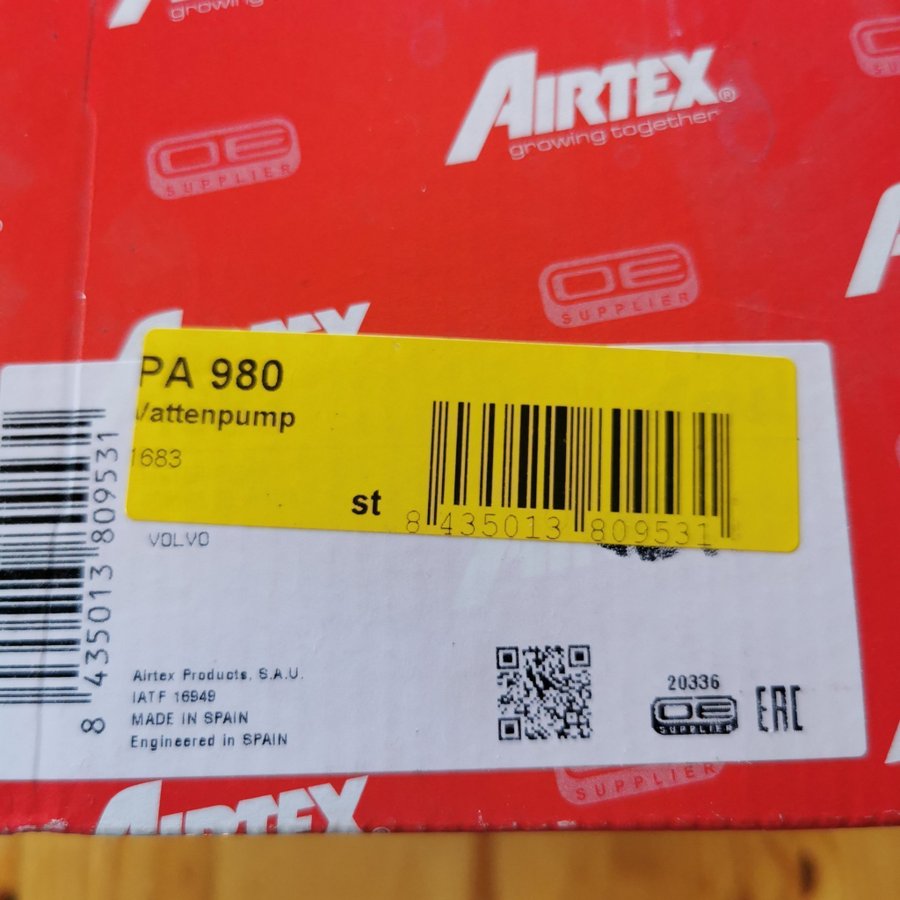 growing
AIRTEX®
growing together
OE
SUPPLIER
OE
SUPPLIER
PA 980
Vattenpump
1683
st
8 435013 809531
8 435013 809531
VOLVO
Airtex Products, S.A.U.
IATF 16949
MADE IN SPAIN
Engineered in SPAIN
20336
OE
SUPPLIER
EAC
SUPPLIER
AIRTEX